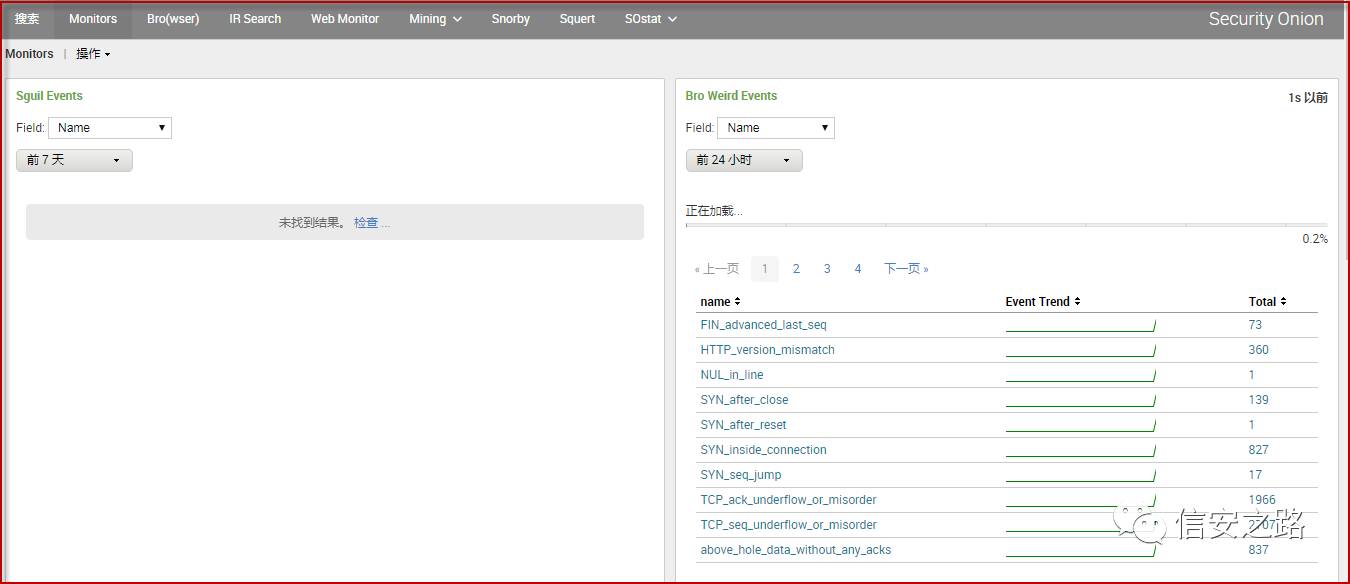 搜索 Monitors Bro(wser) IR Search Web Monitor Mining Snorby Squert SOstat Security Onion
Monitors | 操作
Sguil Events
Field: Name
前 7 天
未找到结果。 检查 ...
Bro Weird Events 1s 以前
Field: Name
前 24 小时
正在加载...
0.2%
« 上一页 1 2 3 4 下一页 »
name Event Trend Total
FIN_advanced_last_seq 73
HTTP_version_mismatch 360
NUL_in_line 1
SYN_after_close 139
SYN_after_reset 1
SYN_inside_connection 827
SYN_seq_jump 17
TCP_ack_underflow_or_misorder 1966
TCP_seq_underflow_or_misorder
above_hole_data_without_any_acks 837
信安之路